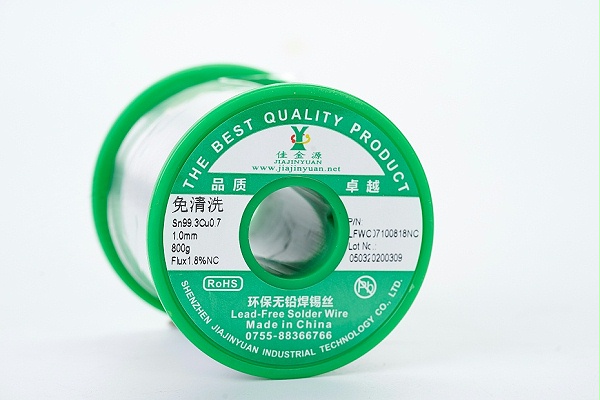 THE BEST QUALITY PRODUCT
佳金源
JIAJINYUAN
www.jiajinyuan.net
品质 卓越
免清洗
Sn99.3Cu0.7
1.0mm
800g
Flux1.8%NC
P/N
Lot No.:
050320200309
RoHS
Pb
环保无铅焊锡丝
Lead-Free Solder Wire
Made in China
0755-88366766
SHENZHEN JIAJINYUAN INDUSTRIAL TECHNOLOGY CO., LTD.